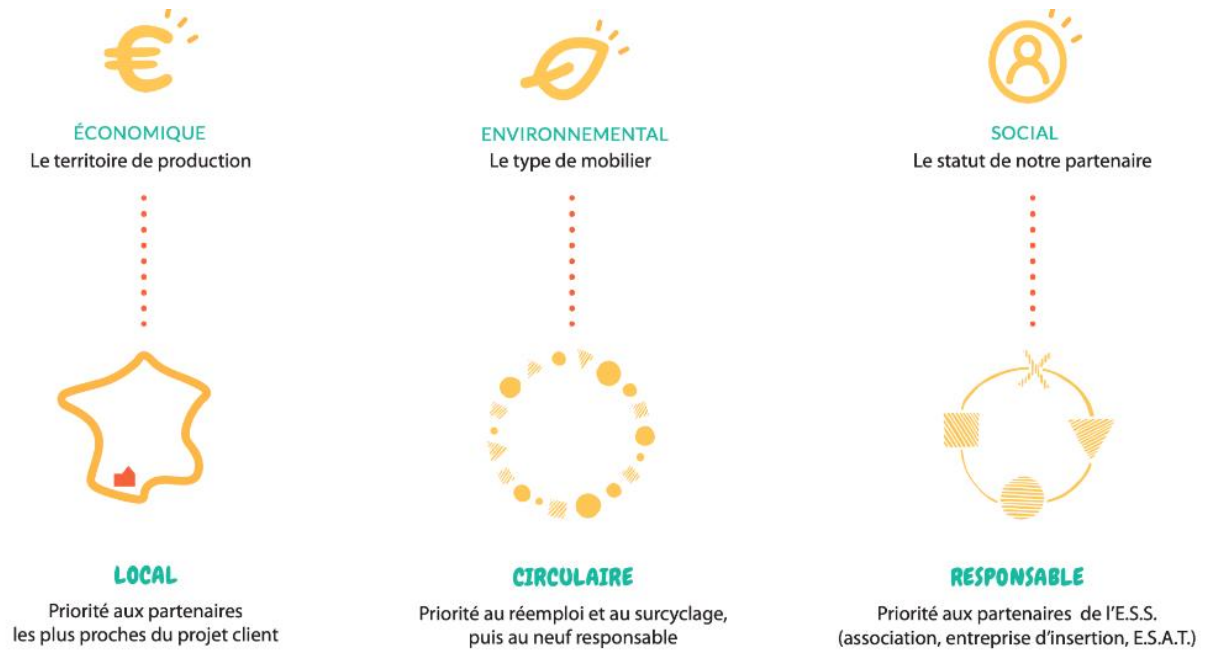 ÉCONOMIQUE
Le territoire de production
LOCAL
Priorité aux partenaires
les plus proches du projet client
ENVIRONNEMENTAL
Le type de mobilier
CIRCULAIRE
Priorité au réemploi et au surcyclage,
puis au neuf responsable
SOCIAL
Le statut de notre partenaire
RESPONSABLE
Priorité aux partenaires de l'E.S.S.
(association, entreprise d'insertion, E.S.A.T.)